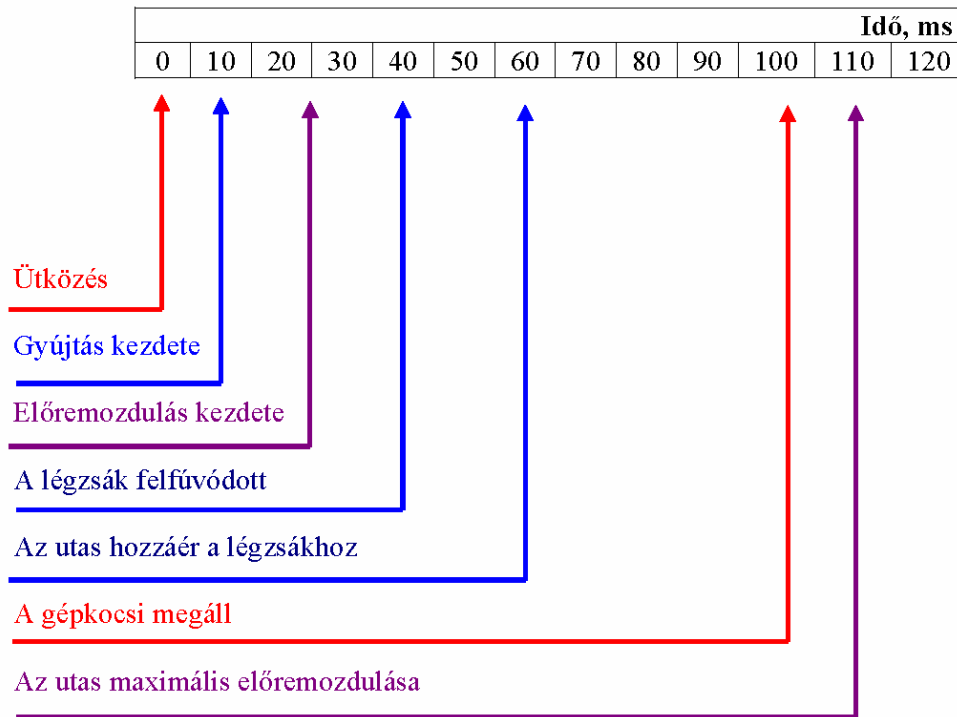 Idő, ms
0 10 20 30 40 50 60 70 80 90 100 110 120
Ütközés
Gyújtás kezdete
Előremozdulás kezdete
A légzsák felfúvódott
Az utas hozzáér a légzsákhoz
A gépkocsi megáll
Az utas maximális előremozdulása